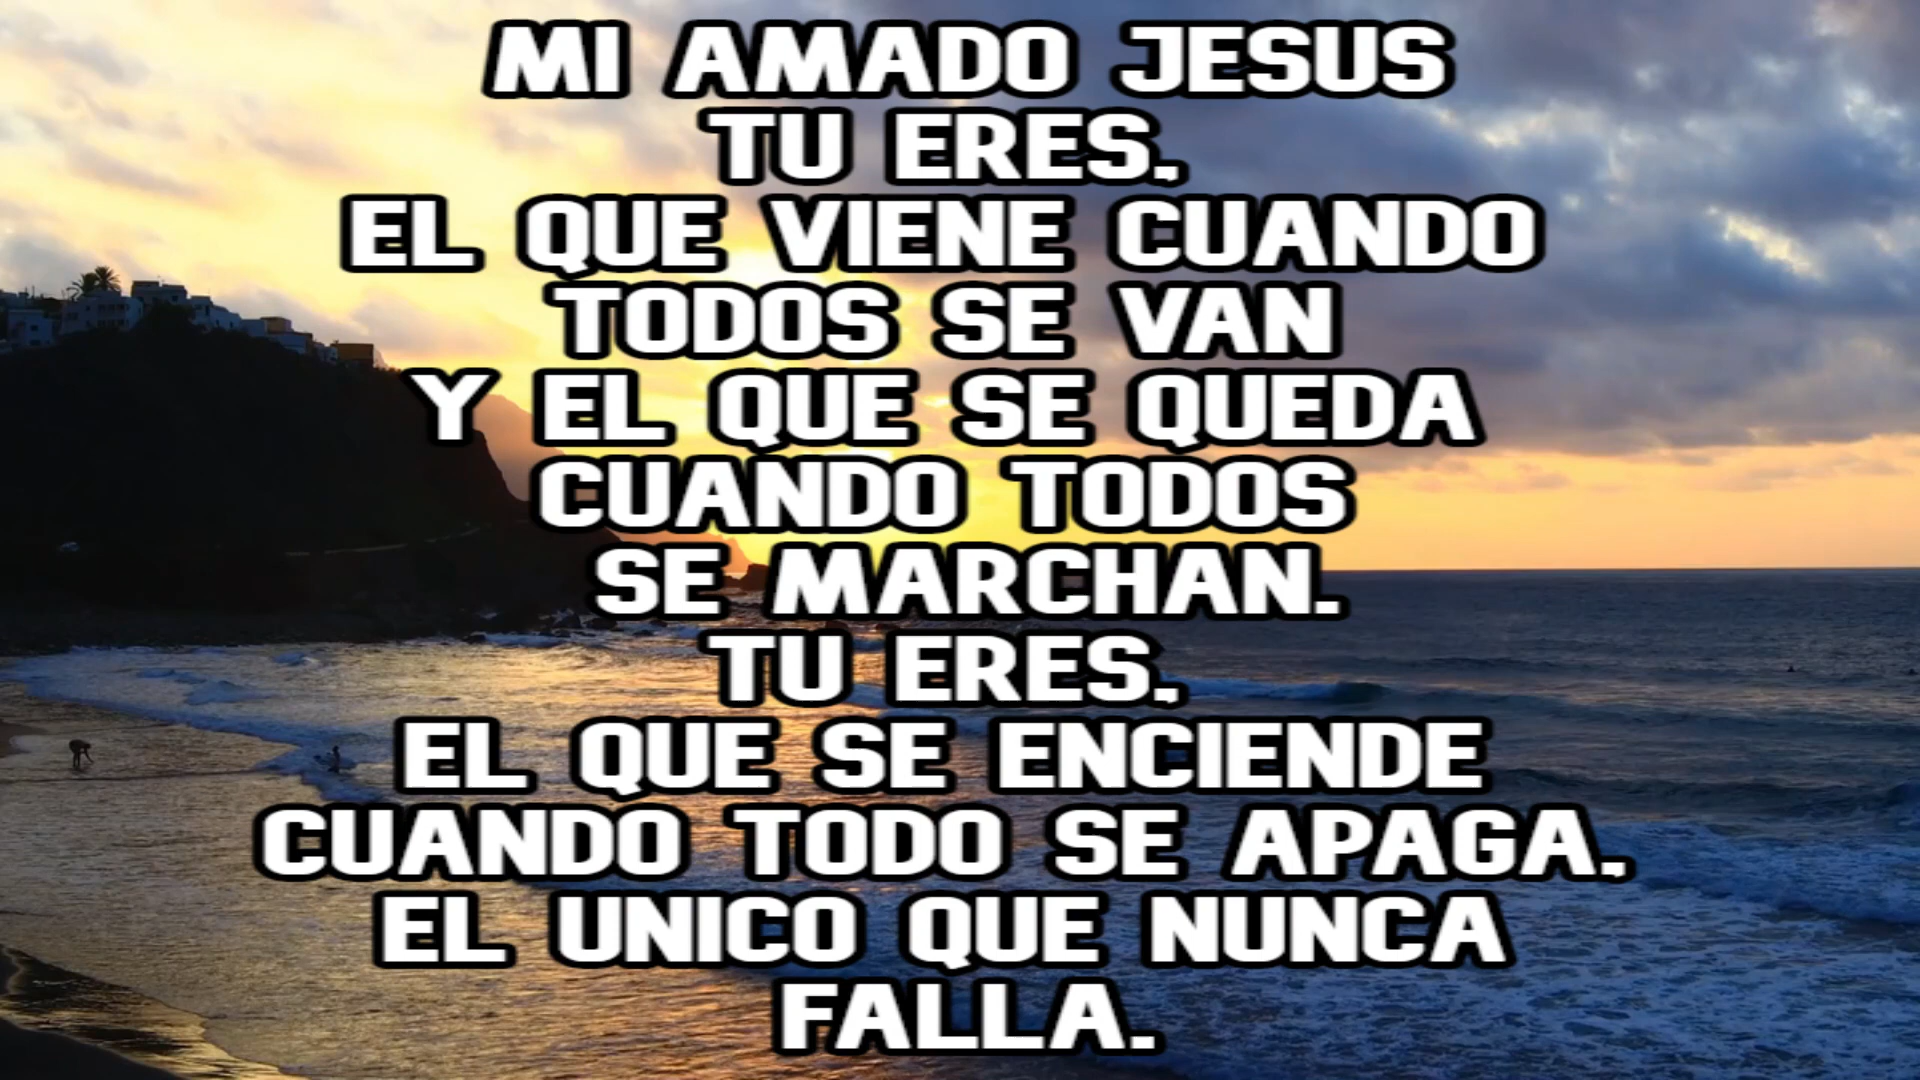 MI AMADO JESUS
TU ERES,
EL QUE VIENE CUANDO
TODOS SE VAN
Y EL QUE SE QUEDA
CUANDO TODOS
SE MARCHAN.
TU ERES,
EL QUE SE ENCIENDE
CUANDO TODO SE APAGA,
EL UNICO QUE NUNCA
FALLA.